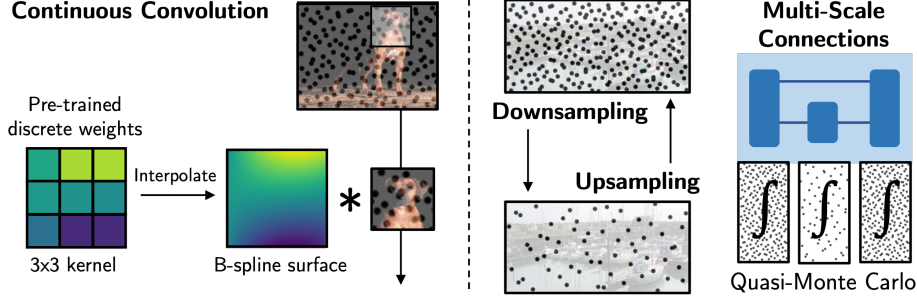 Continuous Convolution
Pre-trained
discrete weights
Interpolate
*
3x3 kernel
B-spline surface
Downsampling
Upsampling
Multi-Scale
Connections
∫ ∫ ∫
Quasi-Monte Carlo